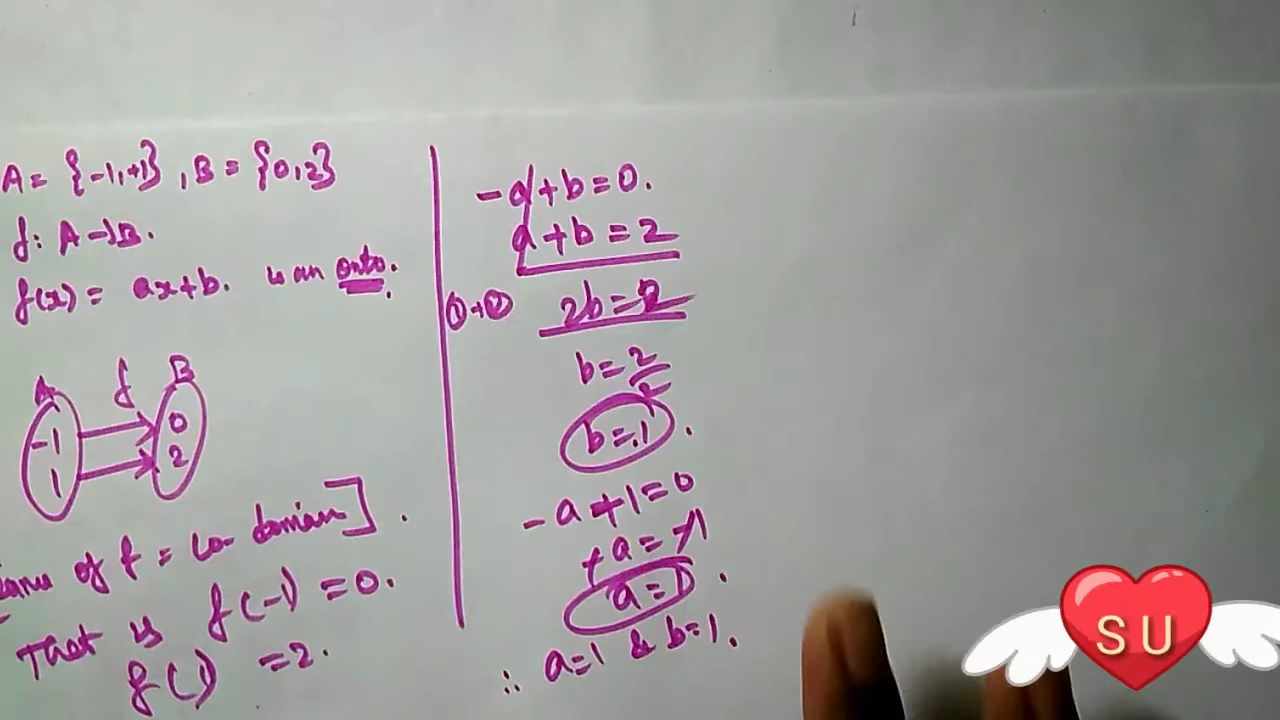 A = {-1, +1}, B = {0, 2}
f: A → B.
f(x) = ax+b. is an onto.
A f B
-1 0
1 2
of f = co-domain].
That is f(-1) = 0.
f(1) = 2.
-a+b=0.
a+b=2
①+② 2b=2
b=2/2
b=1.
-a+1=0
+a=+1
a=1.
∴ a=1 & b=1.
SU